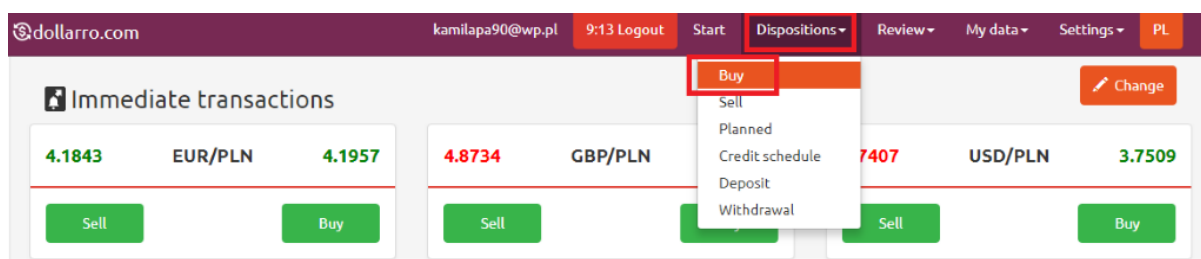 dollarro.com kamilapa90@wp.pl 9:13 Logout Start Dispositions Review My data Settings PL
Buy
Sell
Planned
Credit schedule
Deposit
Withdrawal
Immediate transactions
Change
4.1843 EUR/PLN 4.1957
Sell Buy
4.8734 GBP/PLN
Sell
7407 USD/PLN 3.7509
Sell Buy